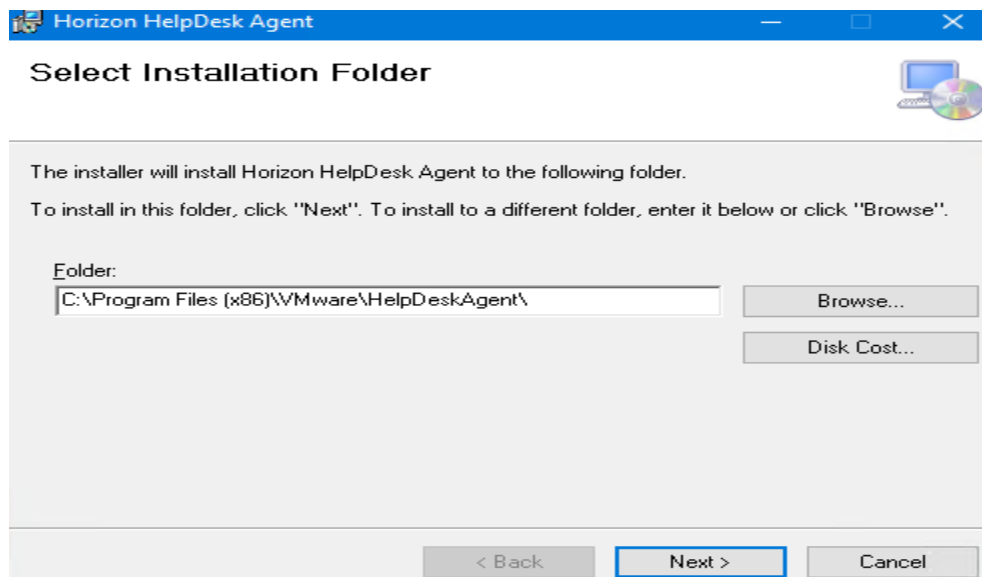 Horizon HelpDesk Agent
Select Installation Folder
The installer will install Horizon HelpDesk Agent to the following folder.
To install in this folder, click "Next". To install to a different folder, enter it below or click "Browse".
Folder:
C:\Program Files (x86)\VMware\HelpDeskAgent\
Browse...
Disk Cost...
< Back
Next >
Cancel